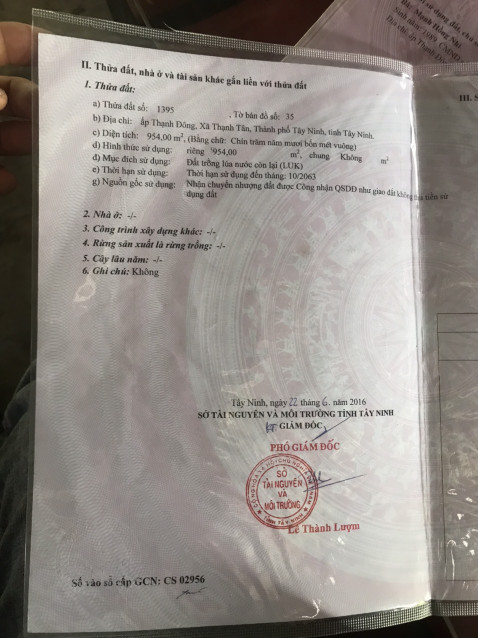 II. Thửa đất, nhà ở và tài sản khác gắn liền với thửa đất
1. Thửa đất:
a) Thửa đất số: 1395 , Tờ bản đồ số: 35
b) Địa chỉ: ấp Thạnh Đông, Xã Thạnh Tân, Thành phố Tây Ninh, tỉnh Tây Ninh.
c) Diện tích: 954,00 m², (Bằng chữ: Chín trăm năm mươi bốn mét vuông)
d) Hình thức sử dụng: riêng 954,00 m², chung Không m²
đ) Mục đích sử dụng: Đất trồng lúa nước còn lại (LUK)
e) Thời hạn sử dụng: Thời hạn sử dụng đến tháng: 10/2063
g) Nguồn gốc sử dụng: Nhận chuyển nhượng đất được Công nhận QSDĐ như giao đất không thu tiền sử
dụng đất
2. Nhà ở: -/-
3. Công trình xây dựng khác: -/-
4. Rừng sản xuất là rừng trồng: -/-
5. Cây lâu năm: -/-
6. Ghi chú: Không
Tây Ninh, ngày 22 tháng 6. năm 2016
SỞ TÀI NGUYÊN VÀ MÔI TRƯỜNG TỈNH TÂY NINH
KT GIÁM ĐỐC
PHÓ GIÁM ĐỐC
SỞ
TÀI NGUYÊN
VÀ
MÔI TRƯỜNG
TỈNH TÂY NINH
Lê Thành Lượm
Số vào sổ cấp GCN: CS 02956
III. S